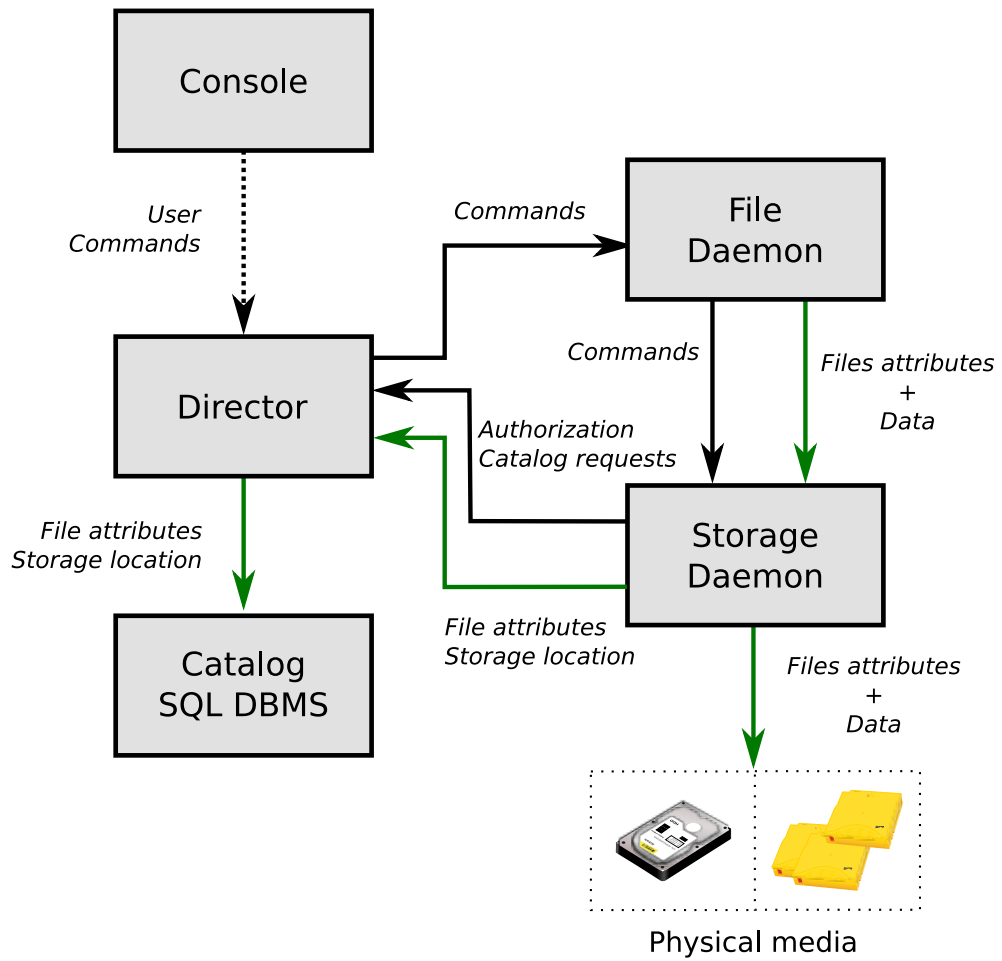 Console
User
Commands
Commands
File
Daemon
Commands
Files attributes
+
Data
Director
Authorization
Catalog requests
File attributes
Storage location
Storage
Daemon
File attributes
Storage location
Catalog
SQL DBMS
Files attributes
+
Data
Physical media